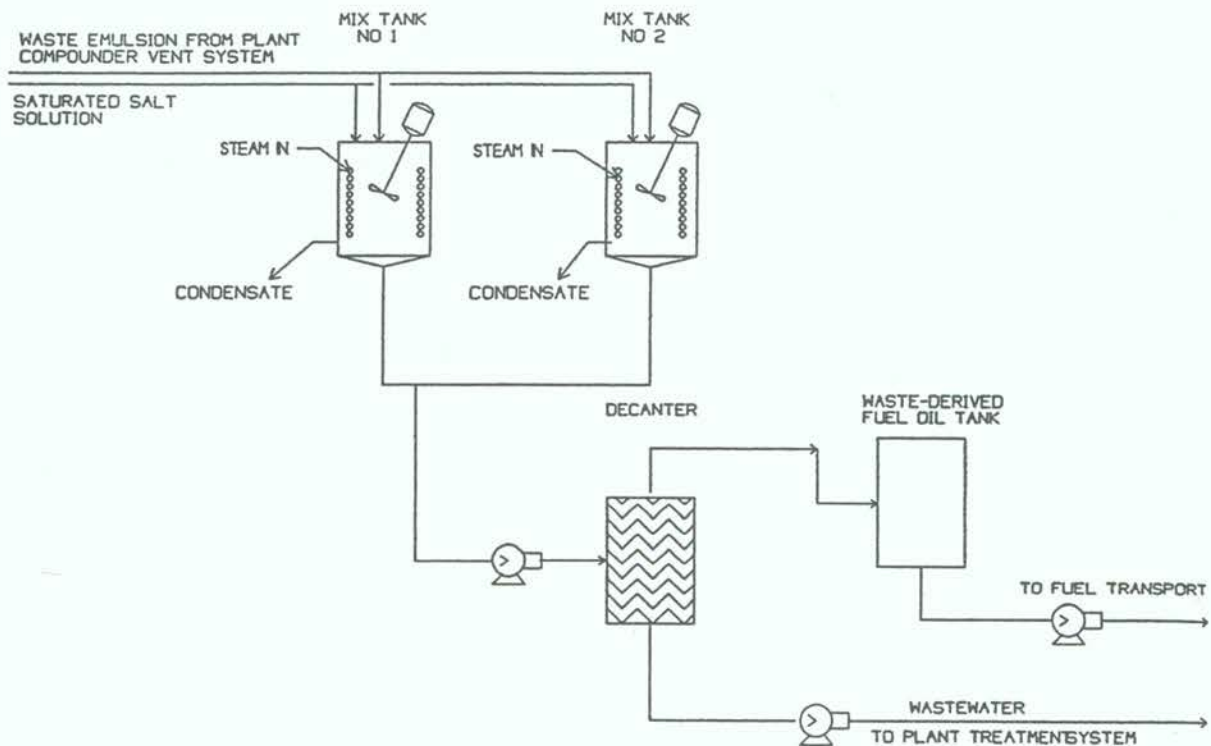 MIX TANK
NO 1
MIX TANK
NO 2
WASTE EMULSION FROM PLANT
COMPOUNDER VENT SYSTEM
SATURATED SALT
SOLUTION
STEAM IN
STEAM IN
CONDENSATE
CONDENSATE
DECANTER
WASTE-DERIVED
FUEL OIL TANK
TO FUEL TRANSPORT
WASTEWATER
TO PLANT TREATMENTSYSTEM